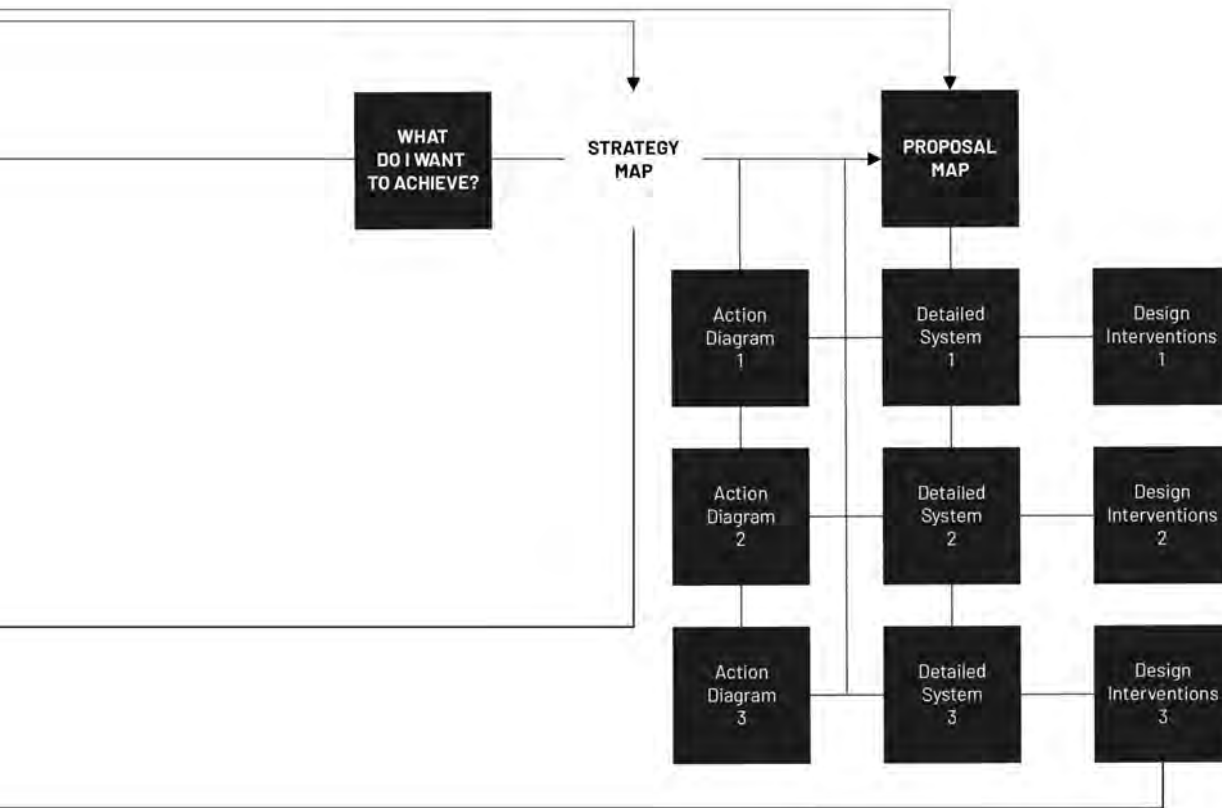 WHAT
DO I WANT
TO ACHIEVE?
STRATEGY
MAP
PROPOSAL
MAP
Action
Diagram
1
Detailed
System
1
Design
Interventions
1
Action
Diagram
2
Detailed
System
2
Design
Interventions
2
Action
Diagram
3
Detailed
System
3
Design
Interventions
3